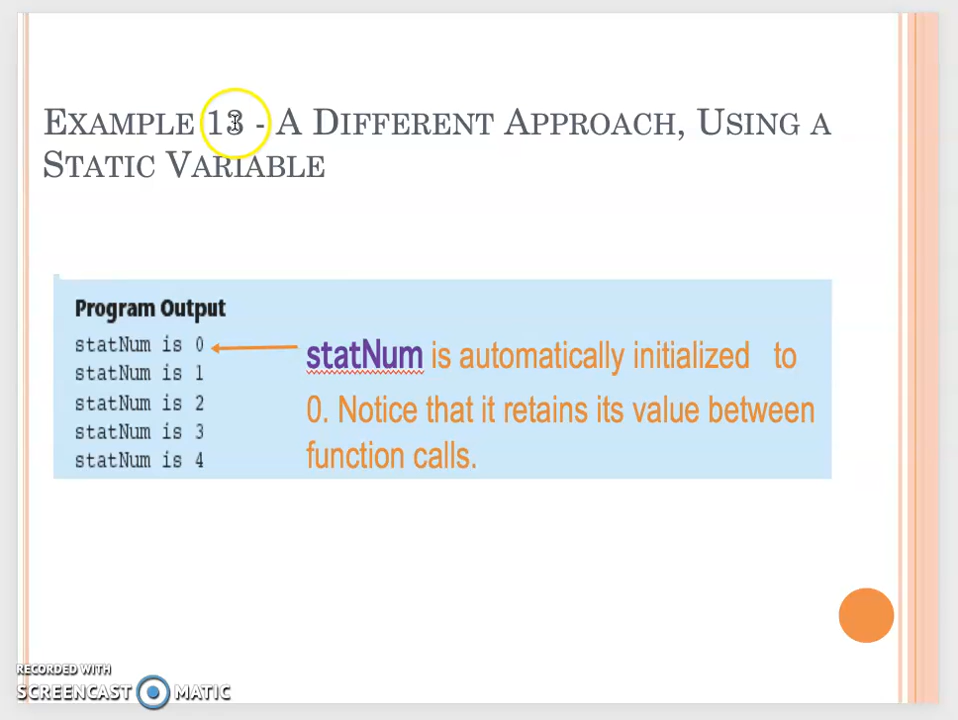 EXAMPLE 13 - A DIFFERENT APPROACH, USING A
STATIC VARIABLE
Program Output
statNum is 0
statNum is 1
statNum is 2
statNum is 3
statNum is 4
statNum is automatically initialized to
0. Notice that it retains its value between
function calls.
RECORDED WITH
SCREENCAST MATIC